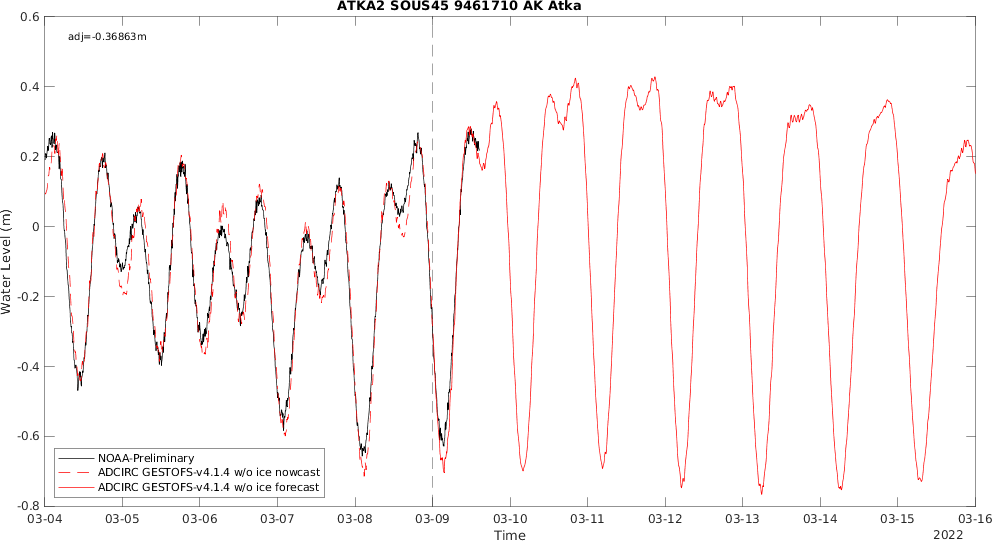 ATKA2 SOUS45 9461710 AK Atka
adj=-0.36863m
0.6
0.4
0.2
0
-0.2
-0.4
-0.6
-0.8
Water Level (m)
NOAA-Preliminary
ADCIRC GESTOFS-v4.1.4 w/o ice nowcast
ADCIRC GESTOFS-v4.1.4 w/o ice forecast
03-04 03-05 03-06 03-07 03-08 03-09 03-10 03-11 03-12 03-13 03-14 03-15 03-16
Time
2022